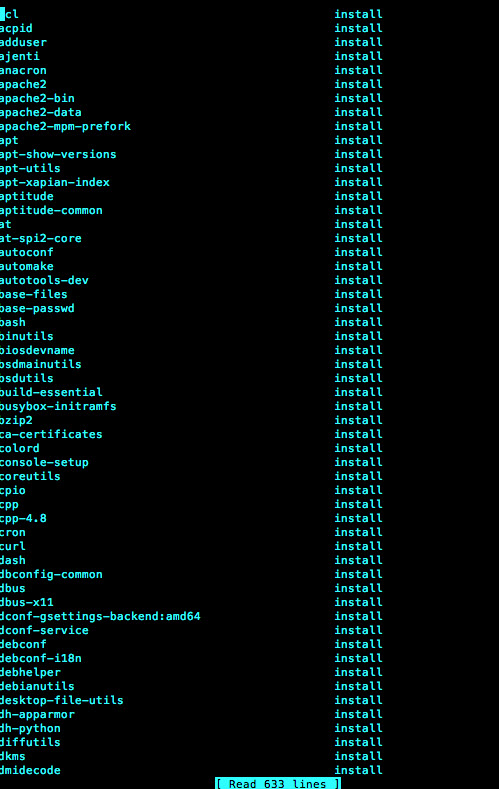 acl install
acpid install
adduser install
ajenti install
anacron install
apache2 install
apache2-bin install
apache2-data install
apache2-mpm-prefork install
apt install
apt-show-versions install
apt-utils install
apt-xapian-index install
aptitude install
aptitude-common install
at install
at-spi2-core install
autoconf install
automake install
autotools-dev install
base-files install
base-passwd install
bash install
binutils install
biosdevname install
bsdmainutils install
bsdutils install
build-essential install
busybox-initramfs install
bzip2 install
ca-certificates install
colord install
console-setup install
coreutils install
cpio install
cpp install
cpp-4.8 install
cron install
curl install
dash install
dbconfig-common install
dbus install
dbus-x11 install
dconf-gsettings-backend:amd64 install
dconf-service install
debconf install
debconf-i18n install
debhelper install
debianutils install
desktop-file-utils install
dh-apparmor install
dh-python install
diffutils install
dkms install
dmidecode install
[ Read 633 lines ]